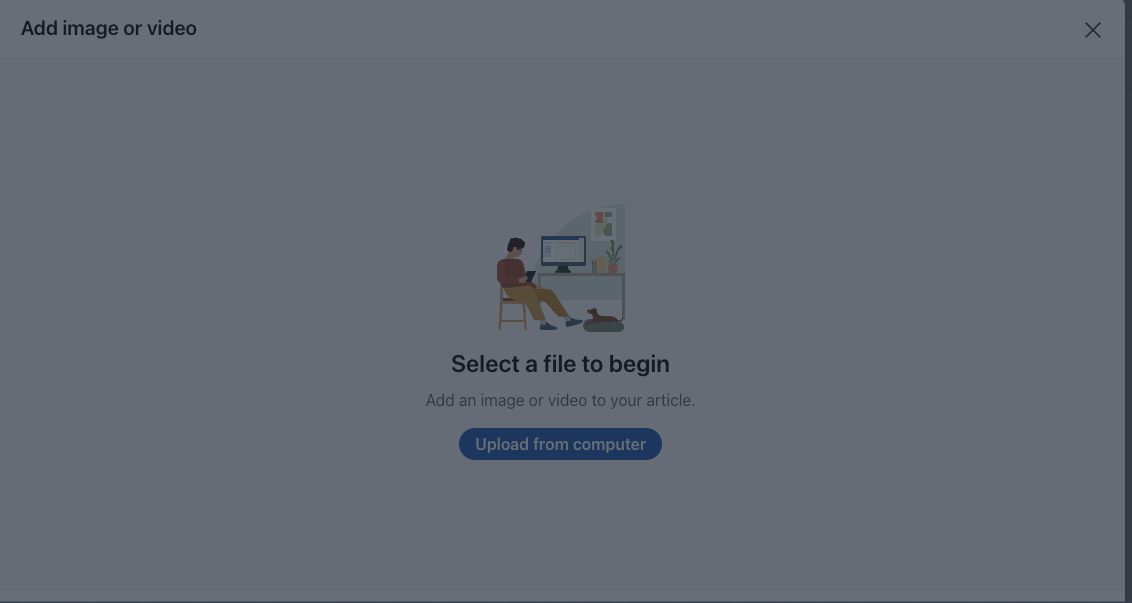 Add image or video
Select a file to begin
Add an image or video to your article.
Upload from computer